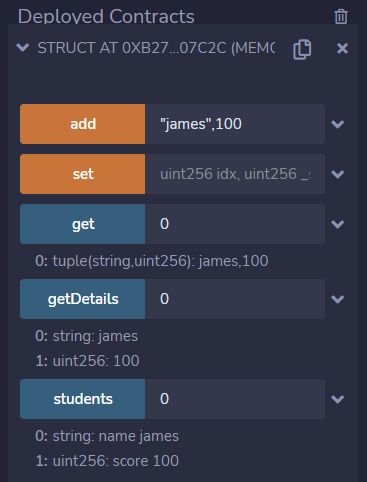 Deployed Contracts
STRUCT AT 0XB27...07C2C (MEMO
add "james",100
set uint256 idx, uint256 _s
get 0
0: tuple(string,uint256): james,100
getDetails 0
0: string: james
1: uint256: 100
students 0
0: string: name james
1: uint256: score 100